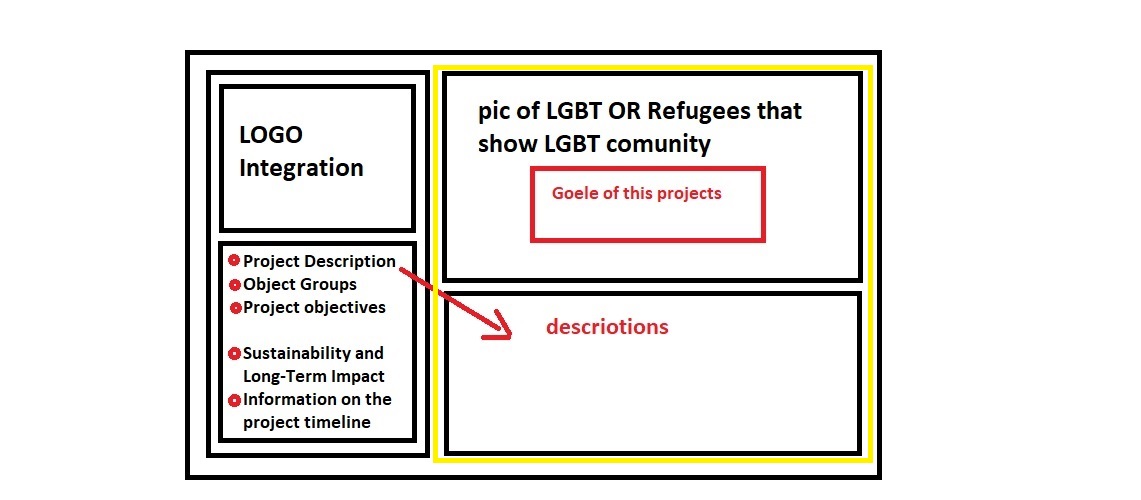 LOGO
Integration
Project Description
Object Groups
Project objectives
Sustainability and
Long-Term Impact
Information on the
project timeline
pic of LGBT OR Refugees that
show LGBT comunity
Goele of this projects
descriotions